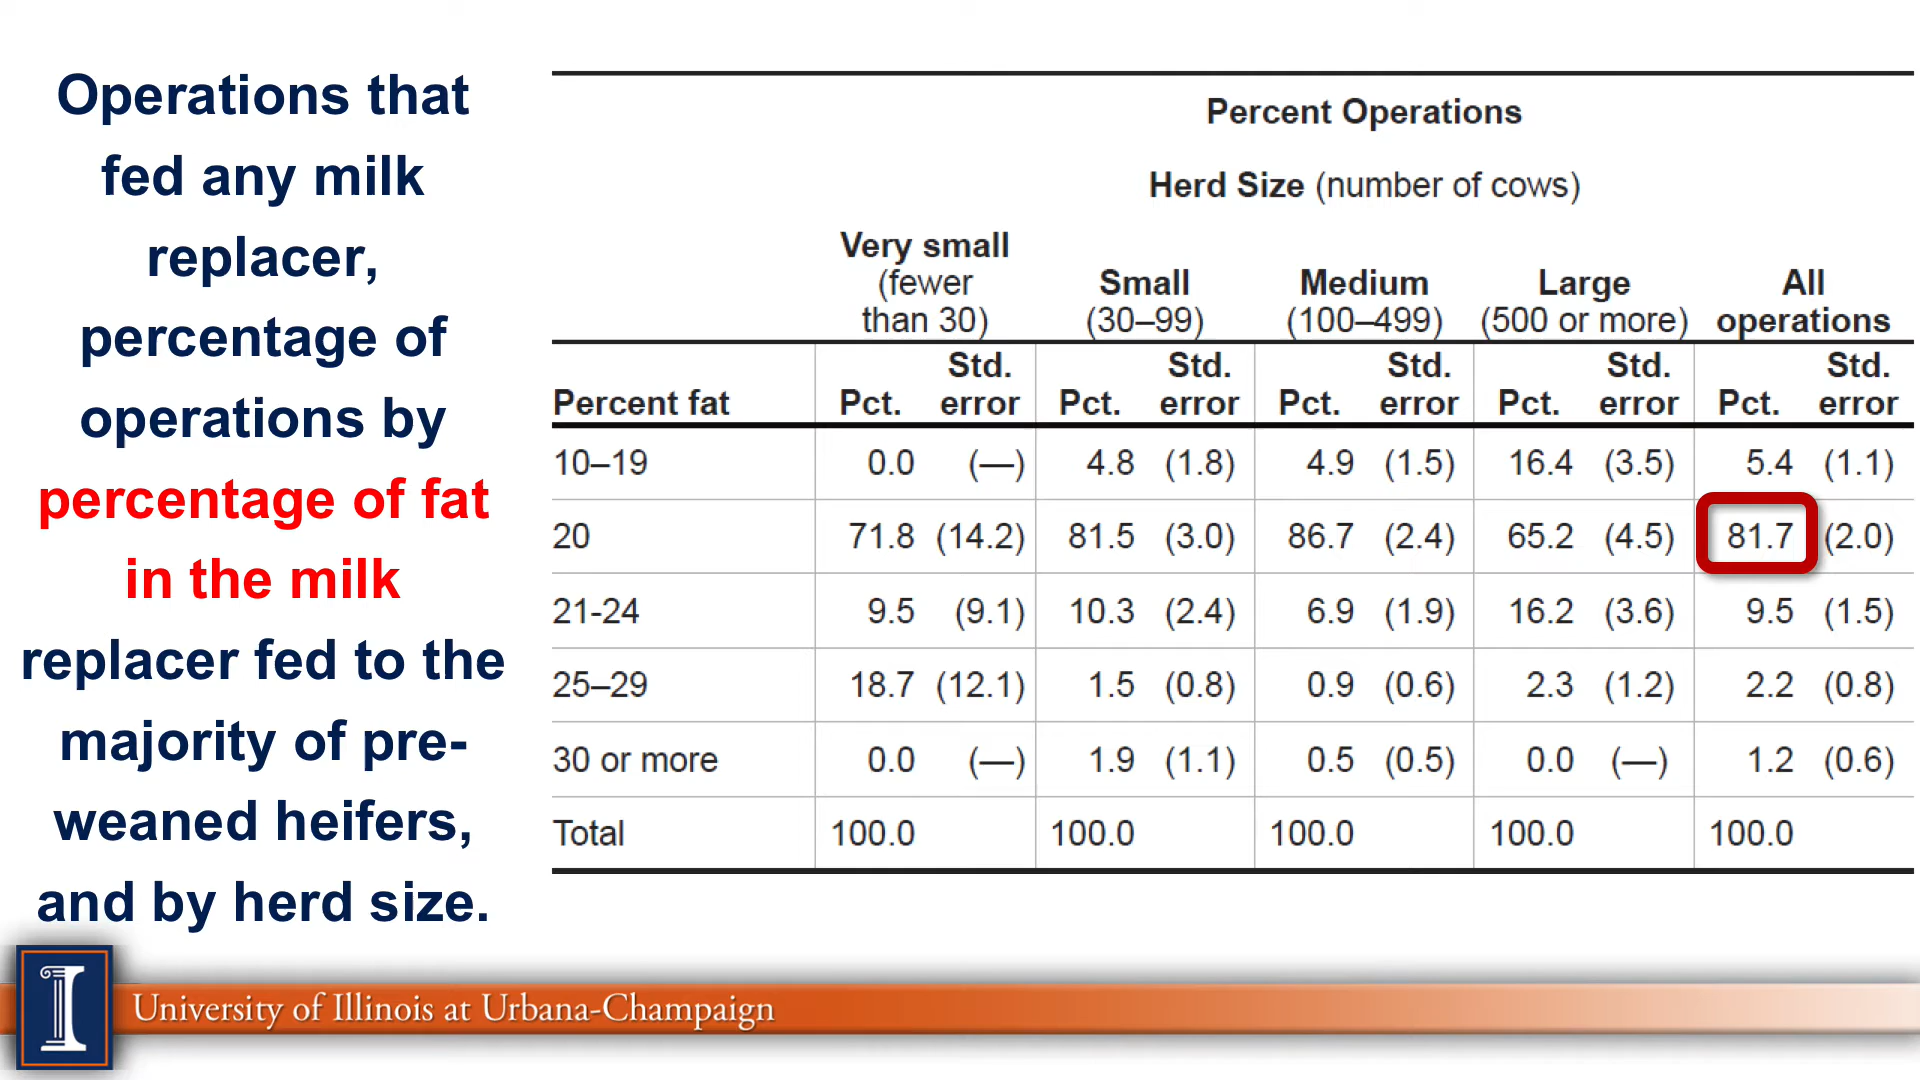 Operations that
fed any milk
replacer,
percentage of
operations by
percentage of fat
in the milk
replacer fed to the
majority of pre-
weaned heifers,
and by herd size.
Percent Operations
Herd Size (number of cows)
Very small (fewer than 30) Small (30–99) Medium (100–499) Large (500 or more) All operations
Percent fat Pct. Std. error Pct. Std. error Pct. Std. error Pct. Std. error Pct. Std. error
10–19 0.0 (—) 4.8 (1.8) 4.9 (1.5) 16.4 (3.5) 5.4 (1.1)
20 71.8 (14.2) 81.5 (3.0) 86.7 (2.4) 65.2 (4.5) 81.7 (2.0)
21-24 9.5 (9.1) 10.3 (2.4) 6.9 (1.9) 16.2 (3.6) 9.5 (1.5)
25–29 18.7 (12.1) 1.5 (0.8) 0.9 (0.6) 2.3 (1.2) 2.2 (0.8)
30 or more 0.0 (—) 1.9 (1.1) 0.5 (0.5) 0.0 (—) 1.2 (0.6)
Total 100.0 100.0 100.0 100.0 100.0
I
University of Illinois at Urbana-Champaign